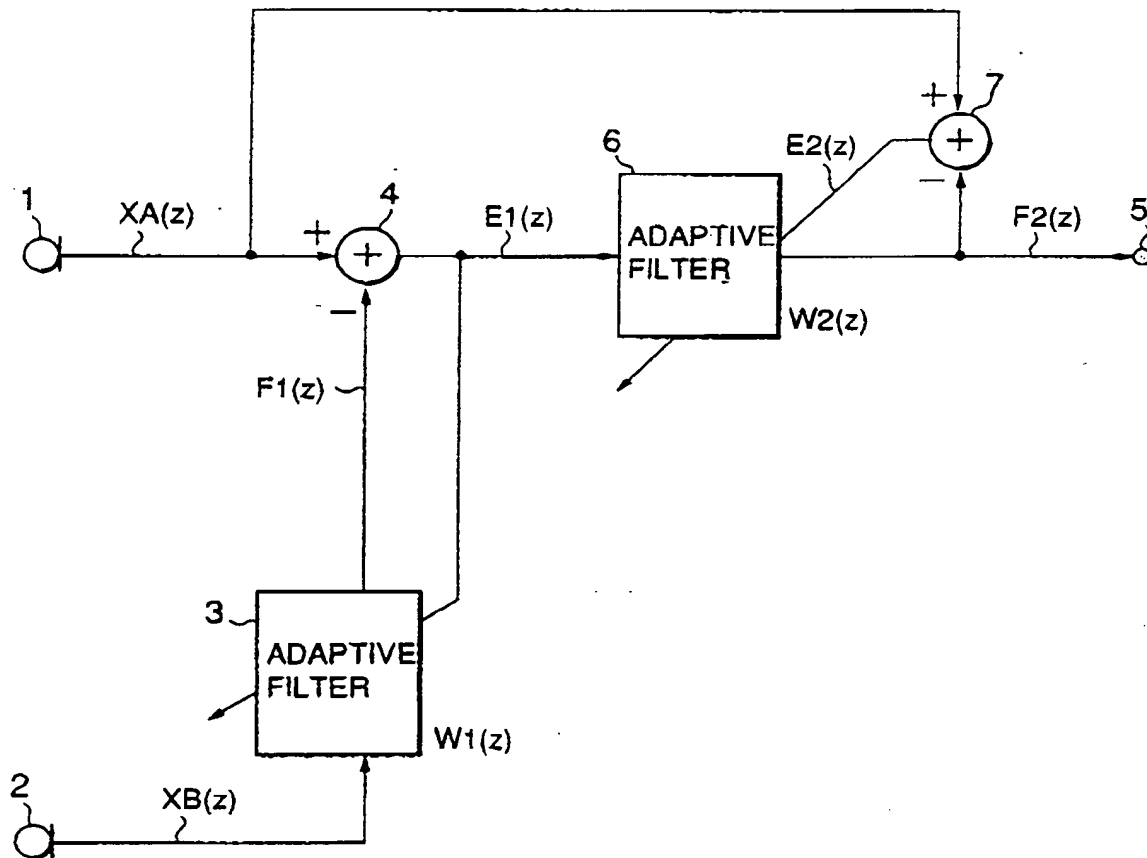 +
7
+
6
E2(z)
−
1
XA(z)
4
+
+
−
E1(z)
ADAPTIVE
FILTER
F2(z)
5
W2(z)
F1(z)
3
ADAPTIVE
FILTER
W1(z)
2
XB(z)